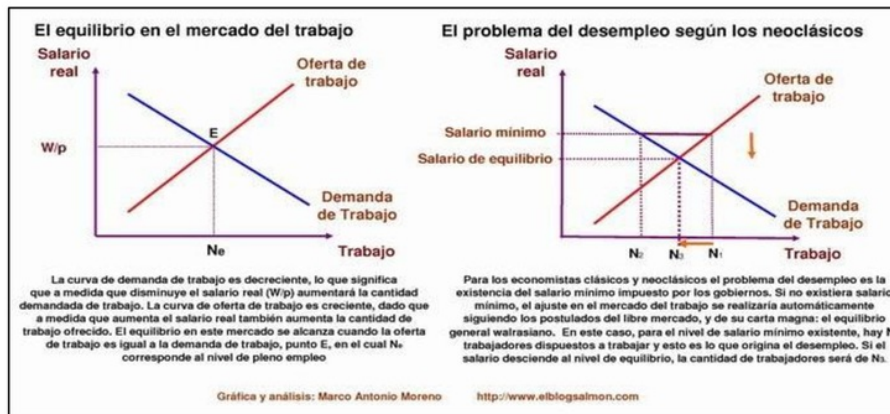 El equilibrio en el mercado del trabajo
Salario
real
Oferta de
trabajo
E
W/p
Demanda
de Trabajo
Ne
Trabajo
La curva de demanda de trabajo es decreciente, lo que significa
que a medida que disminuye el salario real (W/p) aumentará la cantidad
demandada de trabajo. La curva de oferta de trabajo es creciente, dado que
a medida que aumenta el salario real también aumenta la cantidad de
trabajo ofrecido. El equilibrio en este mercado se alcanza cuando la oferta
de trabajo es igual a la demanda de trabajo, punto E, en el cual Ne
corresponde al nivel de pleno empleo
El problema del desempleo según los neoclásicos
Salario
real
Oferta de
trabajo
Salario mínimo
Salario de equilibrio
Demanda
de Trabajo
N₂
N₃
N₁
Trabajo
Para los economistas clásicos y neoclásicos el problema del desempleo es la
existencia del salario mínimo impuesto por los gobiernos. Si no existiera salario
mínimo, el ajuste en el mercado del trabajo se realizaría automáticamente
siguiendo los postulados del libre mercado, y de su carta magna: el equilibrio
general walrasiano. En este caso, para el nivel de salario mínimo existente, hay N
trabajadores dispuestos a trabajar y esto es lo que origina el desempleo. Si el
salario desciende al nivel de equilibrio, la cantidad de trabajadores será de N₃.
Gráfica y análisis: Marco Antonio Moreno
http://www.elblogsalmon.com